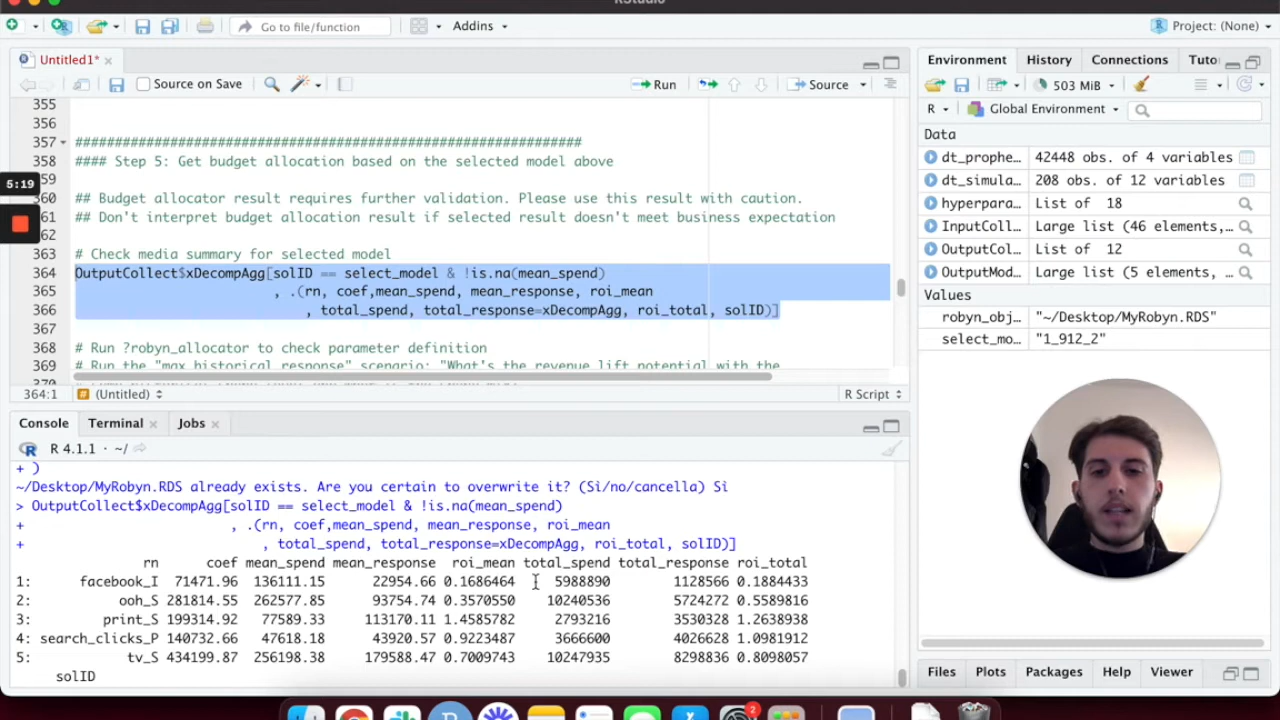 RStudio
Go to file/function
Addins
Project: (None)
Untitled1*
Source on Save
Run
Source
355
356
357 ################################################################
358 #### Step 5: Get budget allocation based on the selected model above
359
360 ## Budget allocator result requires further validation. Please use this result with caution.
361 ## Don't interpret budget allocation result if selected result doesn't meet business expectation
362
363 # Check media summary for selected model
364 OutputCollect$xDecompAgg[solID == select_model & !is.na(mean_spend)
365 , .(rn, coef,mean_spend, mean_response, roi_mean
366 , total_spend, total_response=xDecompAgg, roi_total, solID)]
367
368 # Run ?robyn_allocator to check parameter definition
369 # Run the "max_historical_response" scenario: "What's the revenue lift potential with the
370
5:19
364:1
(Untitled)
R Script
Console
Terminal
Jobs
R 4.1.1 · ~/
+ )
~/Desktop/MyRobyn.RDS already exists. Are you certain to overwrite it? (Si/no/cancella) Si
> OutputCollect$xDecompAgg[solID == select_model & !is.na(mean_spend)
+ , .(rn, coef,mean_spend, mean_response, roi_mean
+ , total_spend, total_response=xDecompAgg, roi_total, solID)]
rn coef mean_spend mean_response roi_mean total_spend total_response roi_total
1: facebook_I 71471.96 136111.15 22954.66 0.1686464 5988890 1128566 0.1884433
2: ooh_S 281814.55 262577.85 93754.74 0.3570550 10240536 5724272 0.5589816
3: print_S 199314.92 77589.33 113170.11 1.4585782 2793216 3530328 1.2638938
4: search_clicks_P 140732.66 47618.18 43920.57 0.9223487 3666600 4026628 1.0981912
5: tv_S 434199.87 256198.38 179588.47 0.7009743 10247935 8298836 0.8098057
solID
Environment
History
Connections
Tuto
503 MiB
R
Global Environment
Data
dt_prophe… 42448 obs. of 4 variables
dt_simula… 208 obs. of 12 variables
hyperpara… List of 18
InputColl… Large list (46 elements,…
OutputCol… List of 12
OutputMod… Large list (5 elements, …
Values
robyn_obj… "~/Desktop/MyRobyn.RDS"
select_mo… "1_912_2"
Files
Plots
Packages
Help
Viewer
2